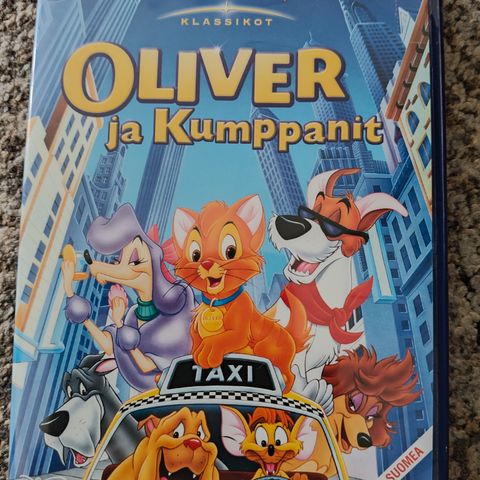 KLASSIKOT
OLIVER
ja Kumppanit
TAXI
SUOMEA